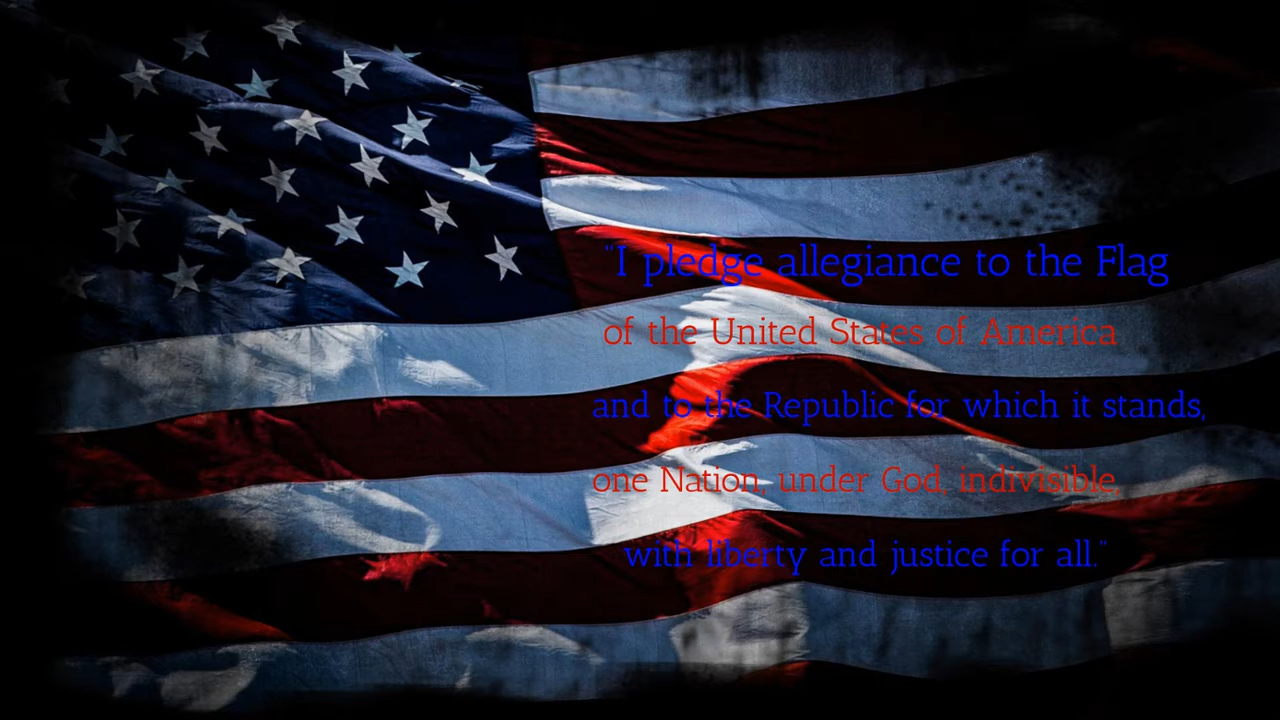 "I pledge allegiance to the Flag
of the United States of America
and to the Republic for which it stands,
one Nation, under God, indivisible,
with liberty and justice for all."